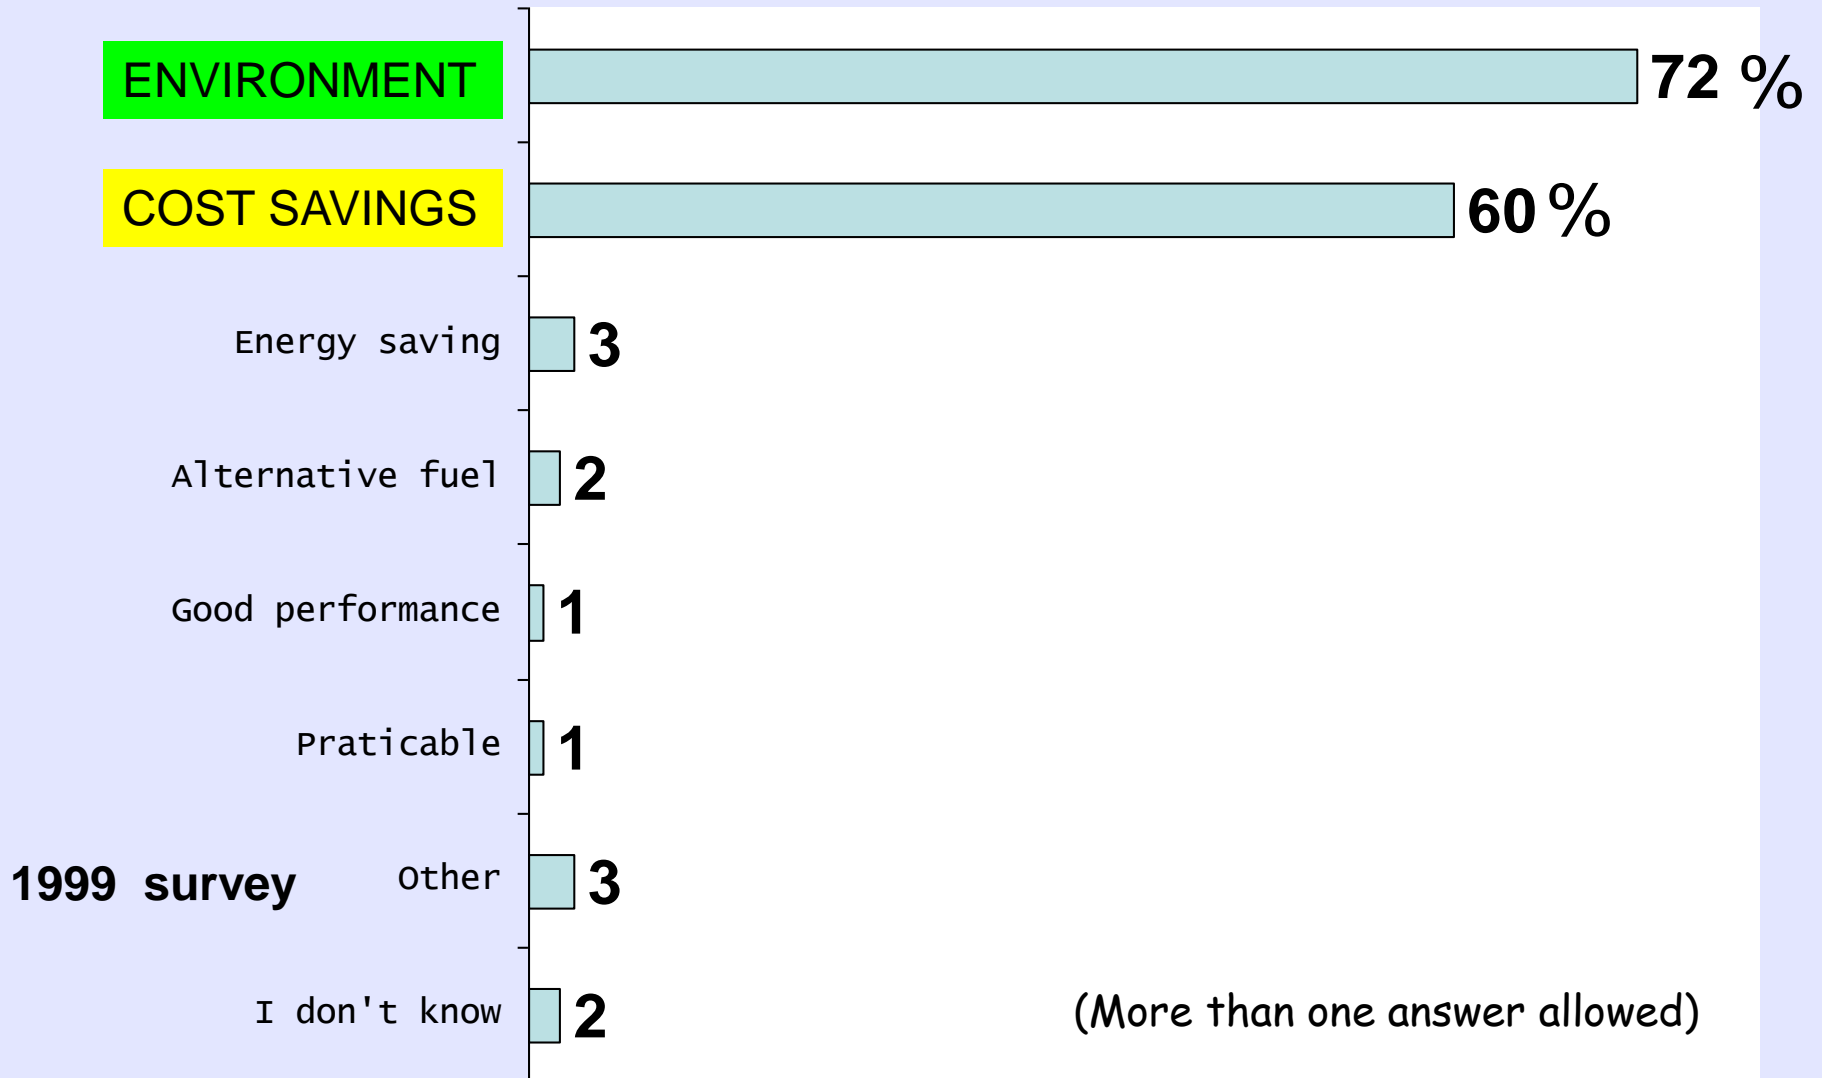 ENVIRONMENT 72 %
COST SAVINGS 60 %
Energy saving 3
Alternative fuel 2
Good performance 1
Praticable 1
1999 survey Other 3
I don't know 2 (More than one answer allowed)